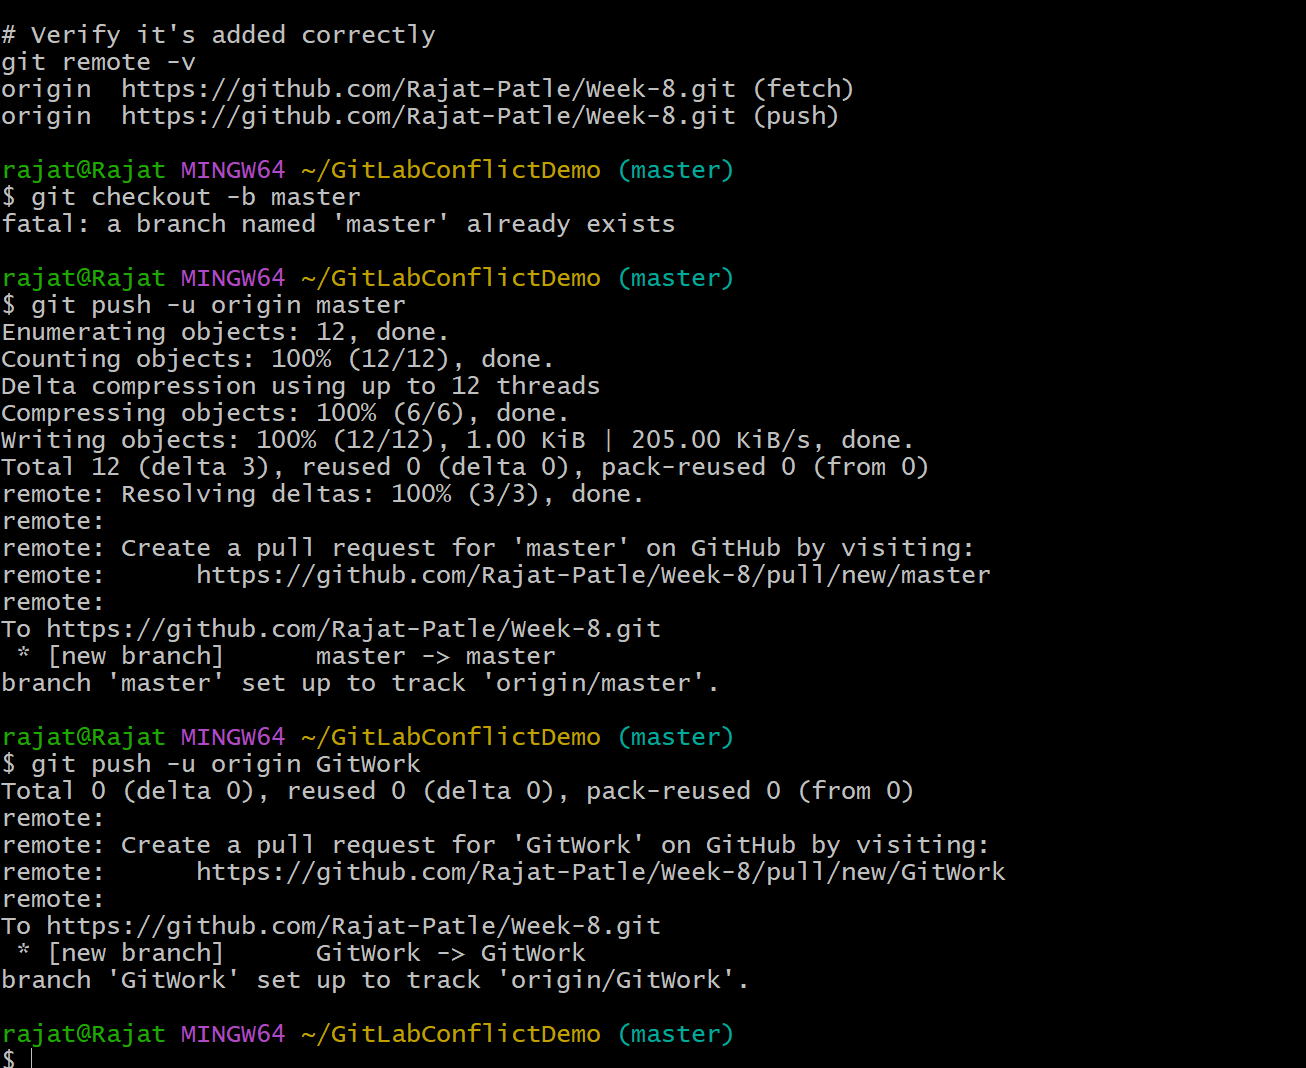 # Verify it's added correctly
git remote -v
origin  https://github.com/Rajat-Patle/Week-8.git (fetch)
origin  https://github.com/Rajat-Patle/Week-8.git (push)
rajat@Rajat MINGW64 ~/GitLabConflictDemo (master)
$ git checkout -b master
fatal: a branch named 'master' already exists
rajat@Rajat MINGW64 ~/GitLabConflictDemo (master)
$ git push -u origin master
Enumerating objects: 12, done.
Counting objects: 100% (12/12), done.
Delta compression using up to 12 threads
Compressing objects: 100% (6/6), done.
Writing objects: 100% (12/12), 1.00 KiB | 205.00 KiB/s, done.
Total 12 (delta 3), reused 0 (delta 0), pack-reused 0 (from 0)
remote: Resolving deltas: 100% (3/3), done.
remote:
remote: Create a pull request for 'master' on GitHub by visiting:
remote:      https://github.com/Rajat-Patle/Week-8/pull/new/master
remote:
To https://github.com/Rajat-Patle/Week-8.git
 * [new branch]      master -> master
branch 'master' set up to track 'origin/master'.
rajat@Rajat MINGW64 ~/GitLabConflictDemo (master)
$ git push -u origin GitWork
Total 0 (delta 0), reused 0 (delta 0), pack-reused 0 (from 0)
remote:
remote: Create a pull request for 'GitWork' on GitHub by visiting:
remote:      https://github.com/Rajat-Patle/Week-8/pull/new/GitWork
remote:
To https://github.com/Rajat-Patle/Week-8.git
 * [new branch]      GitWork -> GitWork
branch 'GitWork' set up to track 'origin/GitWork'.
rajat@Rajat MINGW64 ~/GitLabConflictDemo (master)
$